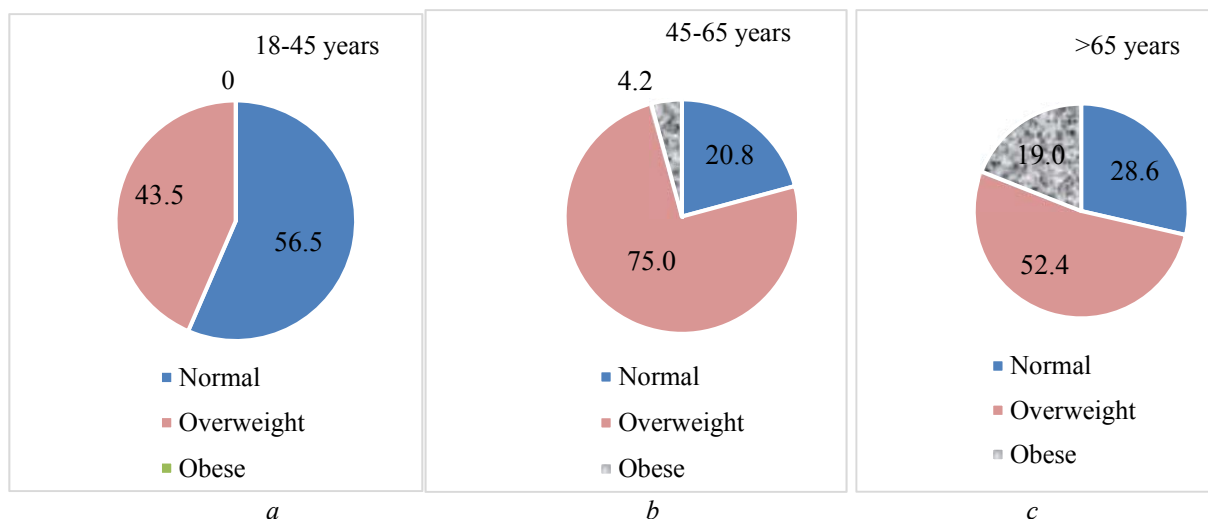 18-45 years
0
43.5
56.5
Normal
Overweight
Obese
a
45-65 years
4.2
20.8
75.0
Normal
Overweight
Obese
b
>65 years
19.0
28.6
52.4
Normal
Overweight
Obese
c